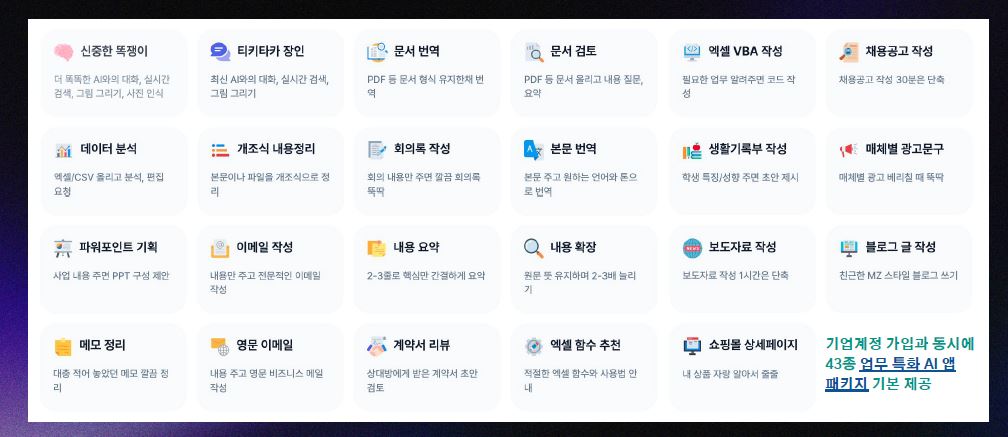 신중한 똑쟁이
더 똑똑한 AI와의 대화, 실시간
검색, 그림 그리기, 사진 인식
티키타카 장인
최신 AI와의 대화, 실시간 검색,
그림 그리기
문서 번역
PDF 등 문서 형식 유지한채 번
역
문서 검토
PDF 등 문서 올리고 내용 질문,
요약
엑셀 VBA 작성
필요한 업무 알려주면 코드 작
성
채용공고 작성
채용공고 작성 30분은 단축
데이터 분석
엑셀/CSV 올리고 분석, 편집
요청
개조식 내용정리
본문이나 파일을 개조식으로 정
리
회의록 작성
회의 내용만 주면 깔끔 회의록
뚝딱
본문 번역
본문 주고 원하는 언어와 톤으
로 번역
생활기록부 작성
학생 특징/성향 주면 초안 제시
매체별 광고문구
매체별 광고 베리칠 때 뚝딱
파워포인트 기획
사업 내용 주면 PPT 구성 제안
이메일 작성
내용만 주고 전문적인 이메일
작성
내용 요약
2-3줄로 핵심만 간결하게 요약
내용 확장
원문 뜻 유지하며 2-3배 늘리
기
NEWS
보도자료 작성
보도자료 작성 1시간은 단축
블로그 글 작성
친근한 MZ 스타일 블로그 쓰기
메모 정리
대충 적어 놓았던 메모 깔끔 정
리
영문 이메일
내용 주고 영문 비즈니스 메일
작성
계약서 리뷰
상대방에게 받은 계약서 초안
검토
엑셀 함수 추천
적절한 엑셀 함수와 사용법 안
내
쇼핑몰 상세페이지
내 상품 자랑 알아서 줄줄
기업계정 가입과 동시에
43종 업무 특화 AI 앱
패키지 기본 제공